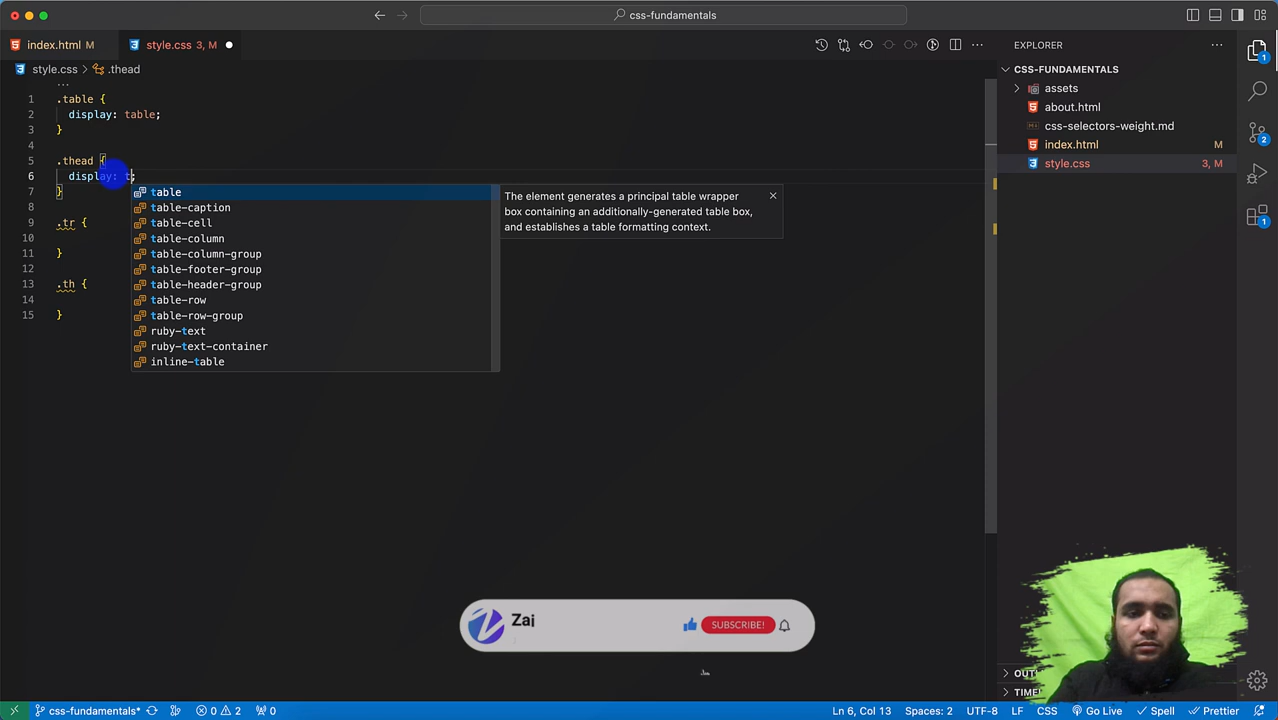 css-fundamentals
index.html M
style.css 3, M
style.css > .thead
...
1 .table {
2 display: table;
3 }
4
5 .thead {
6 display: t;
7 }
8
9 .tr {
10
11 }
12
13 .th {
14
15 }
table
table-caption
table-cell
table-column
table-column-group
table-footer-group
table-header-group
table-row
table-row-group
ruby-text
ruby-text-container
inline-table
The element generates a principal table wrapper
box containing an additionally-generated table box,
and establishes a table formatting context.
EXPLORER
CSS-FUNDAMENTALS
assets
about.html
css-selectors-weight.md
index.html M
style.css 3, M
OUT
TIME
1
2
1
Zai
SUBSCRIBE!
css-fundamentals* 0 2 0 Ln 6, Col 13 Spaces: 2 UTF-8 LF CSS Go Live Spell Prettier